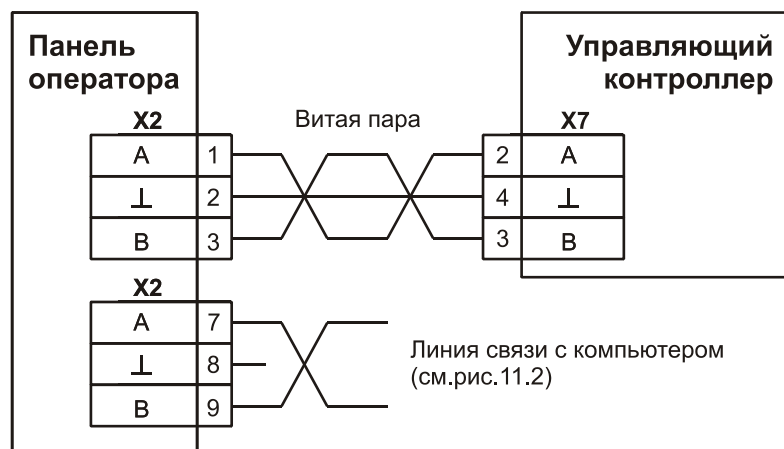 Панель
оператора
Управляющий
контроллер
X2
Витая пара
X7
A 1
2 A
⊥ 2
4 ⊥
B 3
3 B
X2
A 7
⊥ 8
B 9
Линия связи с компьютером
(см.рис.11.2)